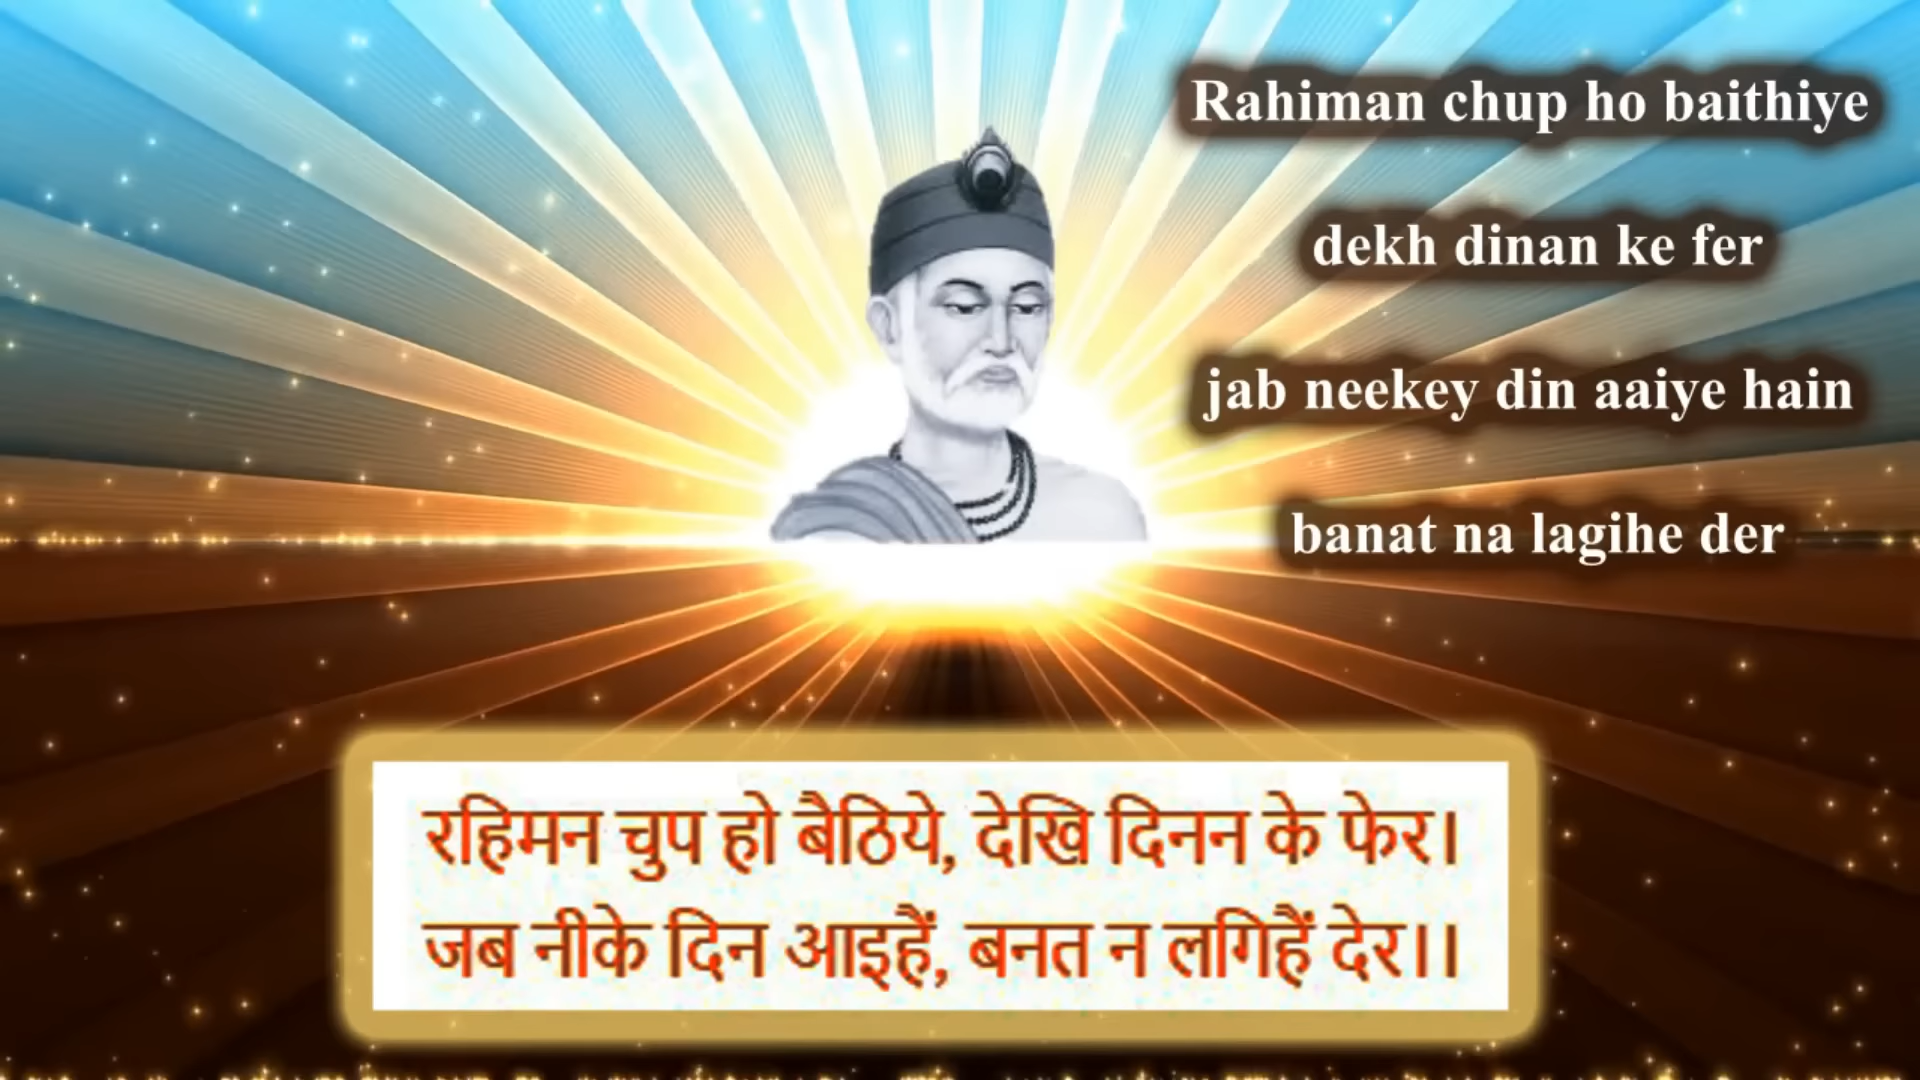 Rahiman chup ho baithiye
dekh dinan ke fer
jab neekey din aaiye hain
banat na lagihe der
रहिमन चुप हो बैठिये, देखि दिनन के फेर।
जब नीके दिन आइहैं, बनत न लगिहैं देर।।